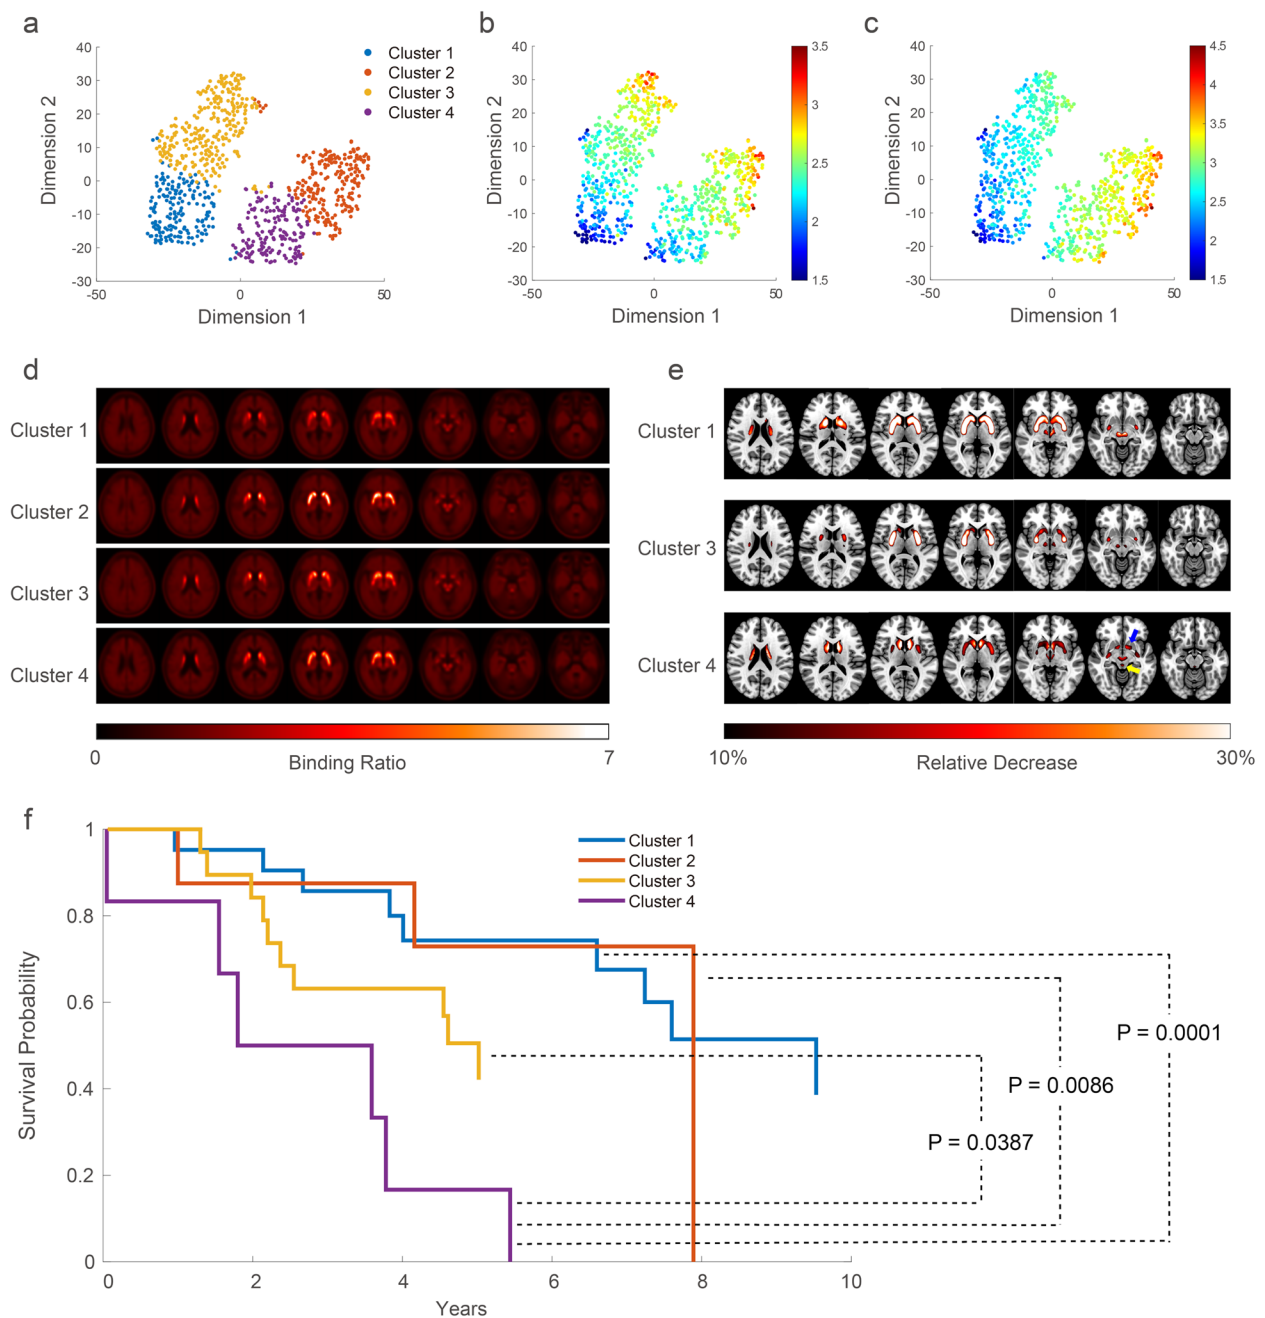 a
40
30
20
10
0
-10
-20
-30
-50
0
50
Dimension 2
Dimension 1
Cluster 1
Cluster 2
Cluster 3
Cluster 4
b
40
30
20
10
0
-10
-20
-30
-50
0
50
Dimension 2
Dimension 1
3.5
3
2.5
2
1.5
c
40
30
20
10
0
-10
-20
-30
-50
0
50
Dimension 2
Dimension 1
4.5
4
3.5
3
2.5
2
1.5
d
Cluster 1
Cluster 2
Cluster 3
Cluster 4
0
Binding Ratio
7
e
Cluster 1
Cluster 3
Cluster 4
10%
Relative Decrease
30%
f
1
0.8
0.6
0.4
0.2
0
Survival Probability
0
2
4
6
8
10
Years
Cluster 1
Cluster 2
Cluster 3
Cluster 4
P = 0.0001
P = 0.0086
P = 0.0387